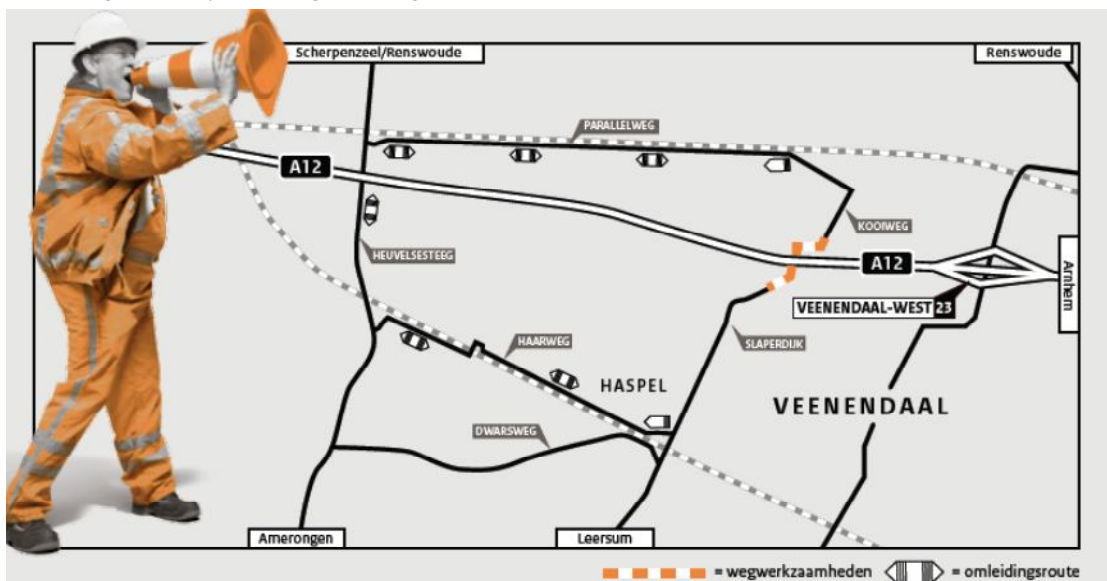 Scherpenzeel/Renswoude
Renswoude
PARALLELWEG
A12
KOOIWEG
HEUVELSESTEEG
A12
Arnhem
VEENENDAAL-WEST 23
HAARWEG
SLAPERDIJK
HASPEL
VEENENDAAL
DWARSWEG
Amerongen
Leersum
= wegwerkzaamheden
= omleidingsroute